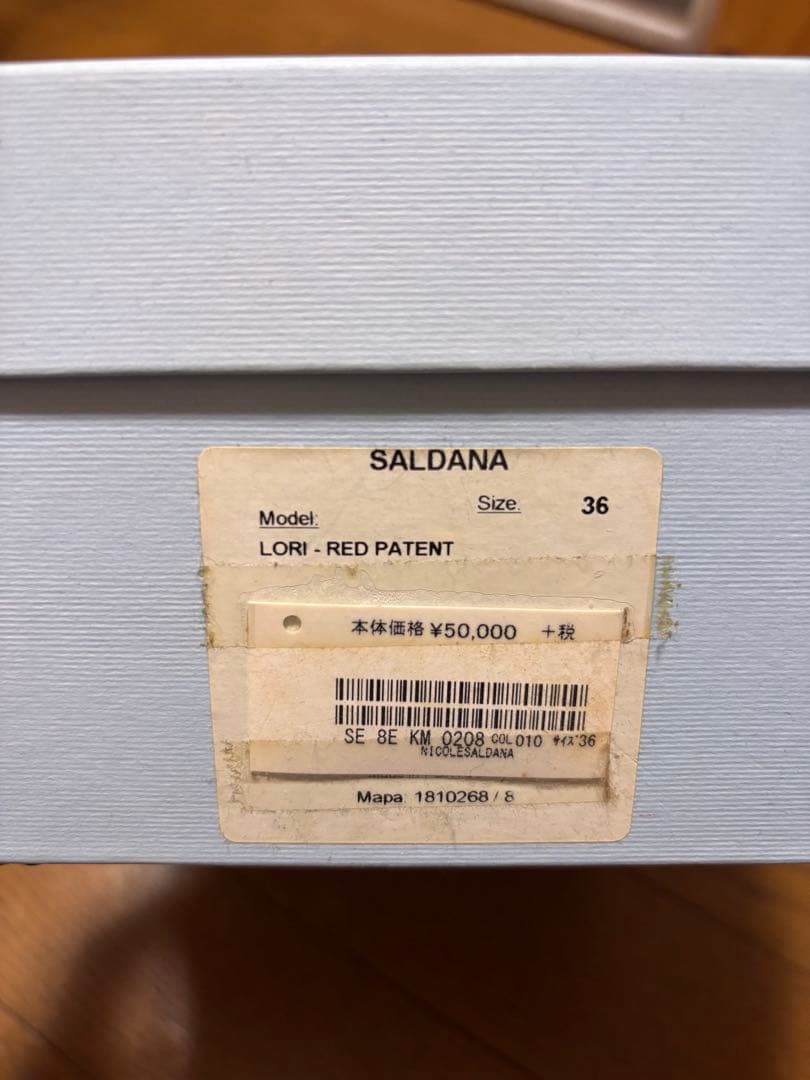 SALDANA
Size: 36
Model:
LORI - RED PATENT
本体価格 ¥50,000 +税
SE 8E KM 0208 COL 010 サイズ 36
NICOLESALDANA
Mapa: 1810268 / 8